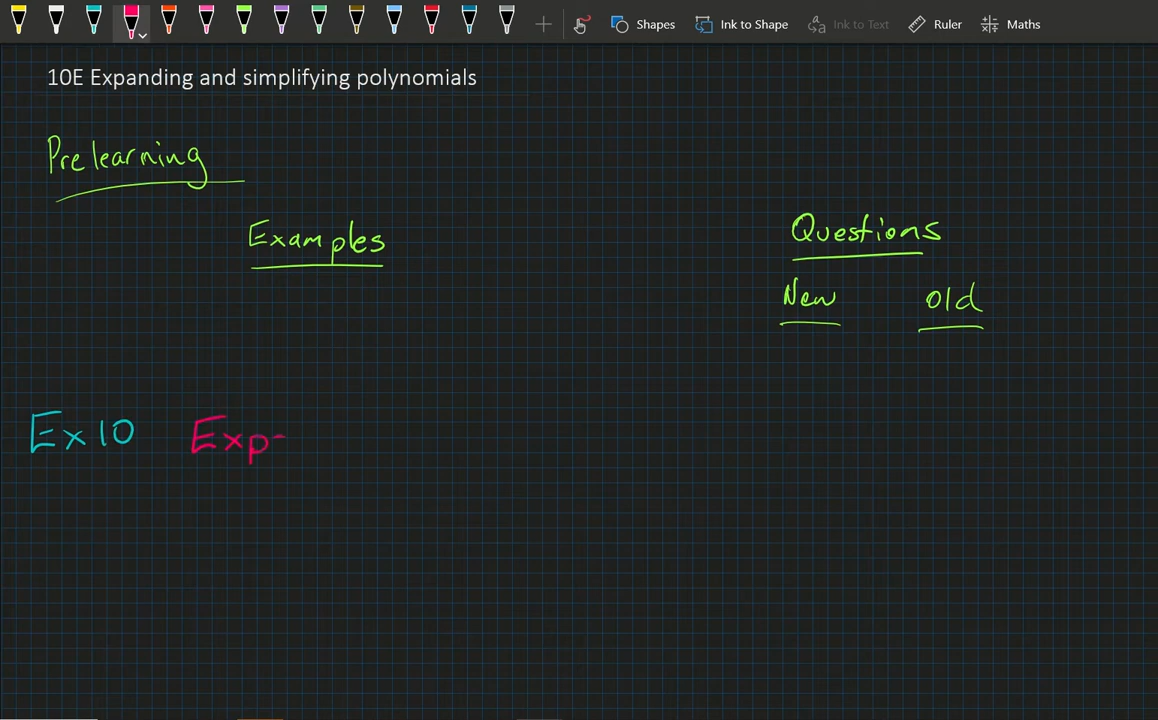 Shapes Ink to Shape Ink to Text Ruler Maths
10E Expanding and simplifying polynomials
Prelearning
Examples
Questions
New Old
Ex 10 Exp